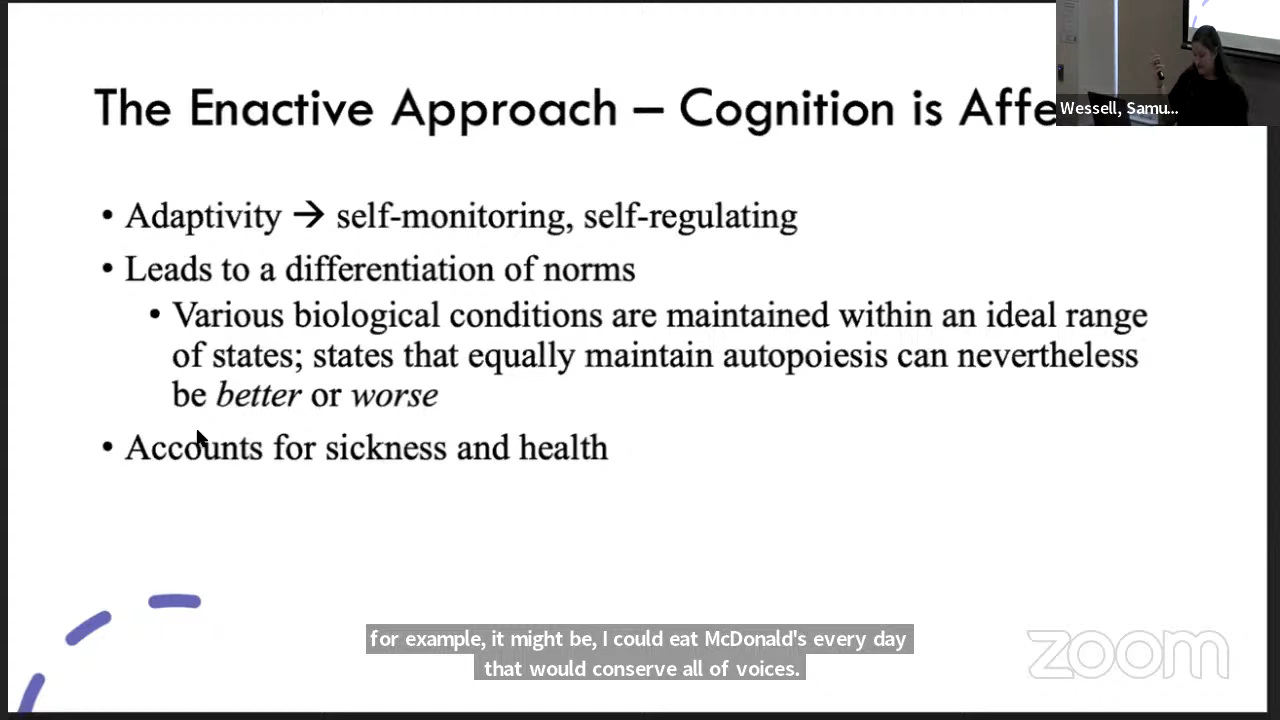 The Enactive Approach – Cognition is Affe
Wessell, Samu...
• Adaptivity → self-monitoring, self-regulating
• Leads to a differentiation of norms
• Various biological conditions are maintained within an ideal range
of states; states that equally maintain autopoiesis can nevertheless
be better or worse
• Accounts for sickness and health
for example, it might be, I could eat McDonald's every day
that would conserve all of voices.
zoom